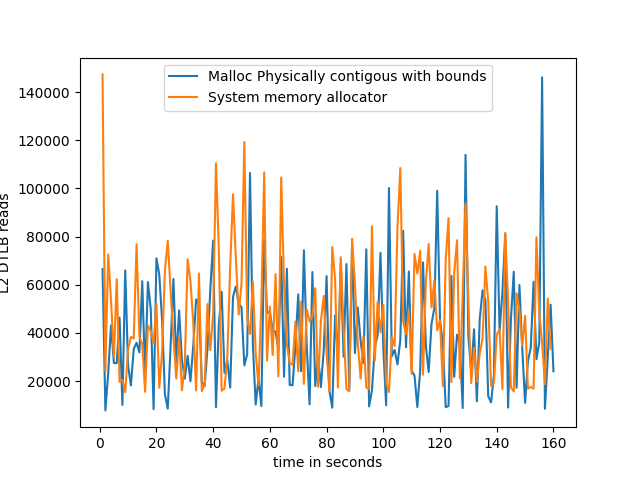 Malloc Physically contigous with bounds
System memory allocator
L2 DTLB reads
140000
120000
100000
80000
60000
40000
20000
0 20 40 60 80 100 120 140 160
time in seconds